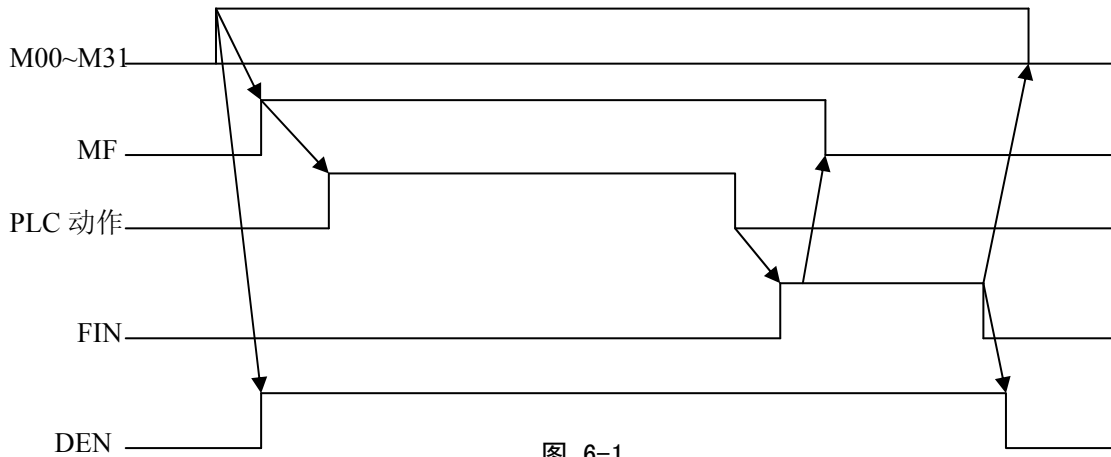 M00~M31
MF
PLC 动作
FIN
DEN
图 6-1